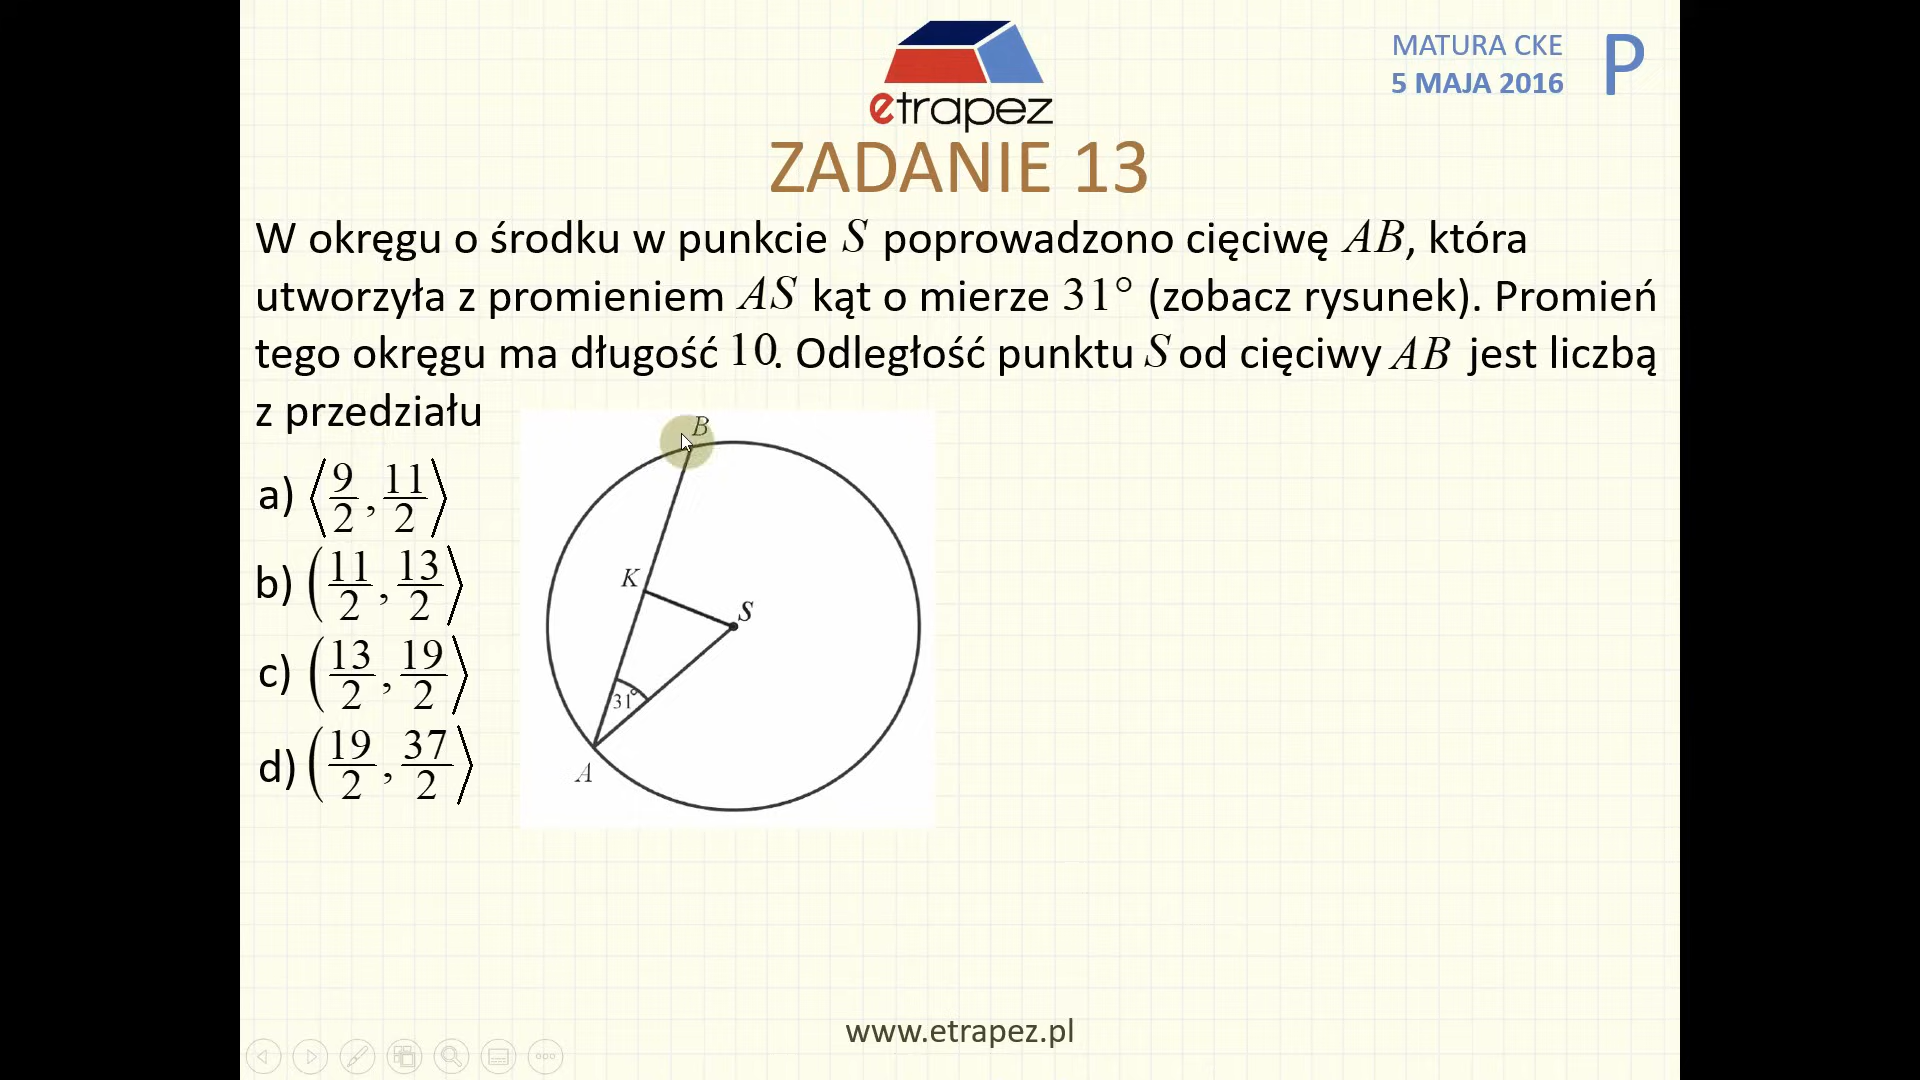 etrapez
MATURA CKE
5 MAJA 2016
P
ZADANIE 13
W okręgu o środku w punkcie S poprowadzono cięciwę AB, która
utworzyła z promieniem AS kąt o mierze 31° (zobacz rysunek). Promień
tego okręgu ma długość 10. Odległość punktu S od cięciwy AB jest liczbą
z przedziału
a) ⟨9/2, 11/2⟩
b) (11/2, 13/2⟩
c) (13/2, 19/2⟩
d) (19/2, 37/2⟩
B
K
S
31°
A
www.etrapez.pl